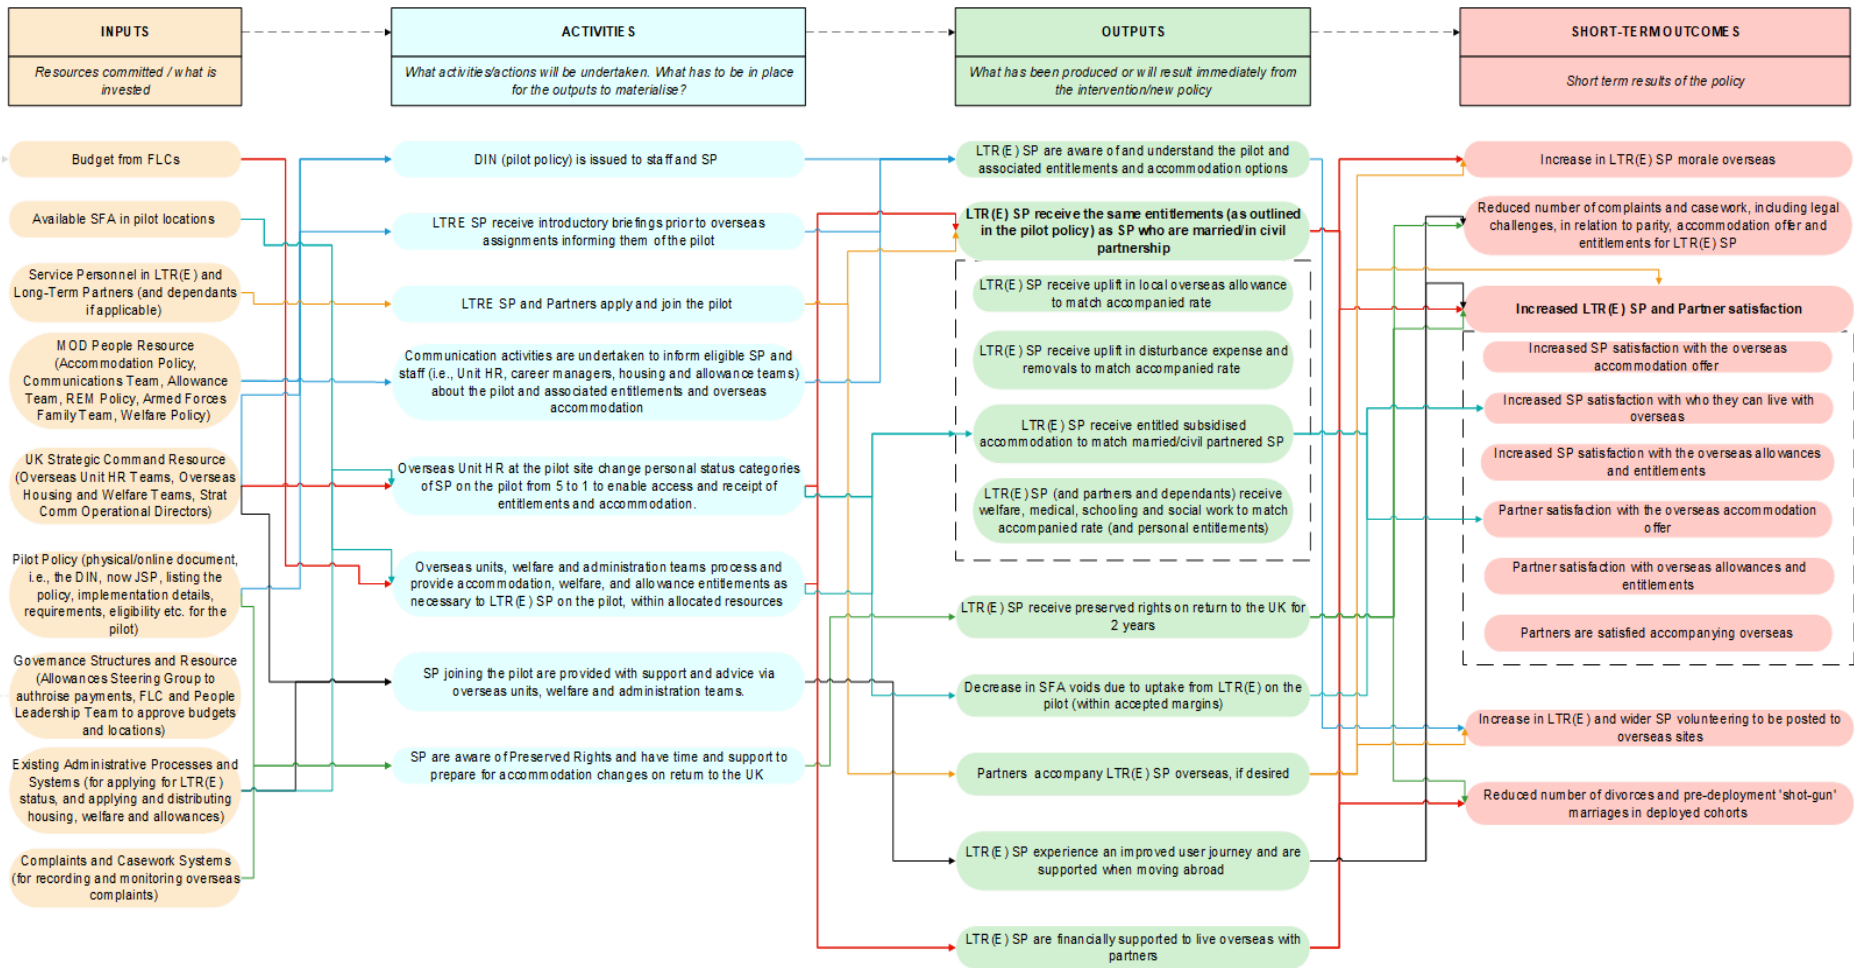 INPUTS
Resources committed / what is
invested
ACTIVITIES
What activities/actions will be undertaken. What has to be in place
for the outputs to materialise?
OUTPUTS
What has been produced or will result immediately from
the intervention/new policy
SHORT-TERM OUTCOMES
Short term results of the policy
Budget from FLCs
Available SFA in pilot locations
Service Personnel in LTR(E) and
Long-Term Partners (and dependants
if applicable)
MOD People Resource
(Accommodation Policy,
Communications Team, Allowance
Team, REM Policy, Armed Forces
Family Team, Welfare Policy)
UK Strategic Command Resource
(Overseas Unit HR Teams, Overseas
Housing and Welfare Teams, Strat
Comm Operational Directors)
Pilot Policy (physical/online document,
i.e., the DIN, now JSP, listing the
policy, implementation details,
requirements, eligibility etc. for the
pilot)
Governance Structures and Resource
(Allowances Steering Group to
authroise payments, FLC and People
Leadership Team to approve budgets
and locations)
Existing Administrative Processes and
Systems (for applying for LTR(E)
status, and applying and distributing
housing, welfare and allowances)
Complaints and Casework Systems
(for recording and monitoring overseas
complaints)
DIN (pilot policy) is issued to staff and SP
LTRE SP receive introductory briefings prior to overseas
assignments informing them of the pilot
LTRE SP and Partners apply and join the pilot
Communication activities are undertaken to inform eligible SP and
staff (i.e., Unit HR, career managers, housing and allowance teams)
about the pilot and associated entitlements and overseas
accommodation
Overseas Unit HR at the pilot site change personal status categories
of SP on the pilot from 5 to 1 to enable access and receipt of
entitlements and accommodation.
Overseas units, welfare and administration teams process and
provide accommodation, welfare, and allowance entitlements as
necessary to LTR(E) SP on the pilot, within allocated resources
SP joining the pilot are provided with support and advice via
overseas units, welfare and administration teams.
SP are aware of Preserved Rights and have time and support to
prepare for accommodation changes on return to the UK
LTR(E) SP are aware of and understand the pilot and
associated entitlements and accommodation options
LTR(E) SP receive the same entitlements (as outlined
in the pilot policy) as SP who are married/in civil
partnership
LTR(E) SP receive uplift in local overseas allowance
to match accompanied rate
LTR(E) SP receive uplift in disturbance expense and
removals to match accompanied rate
LTR(E) SP receive entitled subsidised
accommodation to match married/civil partnered SP
LTR(E) SP (and partners and dependants) receive
welfare, medical, schooling and social work to match
accompanied rate (and personal entitlements)
LTR(E) SP receive preserved rights on return to the UK for
2 years
Decrease in SFA voids due to uptake from LTR(E) on the
pilot (within accepted margins)
Partners accompany LTR(E) SP overseas, if desired
LTR(E) SP experience an improved user journey and are
supported when moving abroad
LTR(E) SP are financially supported to live overseas with
partners
Increase in LTR(E) SP morale overseas
Reduced number of complaints and casework, including legal
challenges, in relation to parity, accommodation offer and
entitlements for LTR(E) SP
Increased LTR(E) SP and Partner satisfaction
Increased SP satisfaction with the overseas
accommodation offer
Increased SP satisfaction with who they can live with
overseas
Increased SP satisfaction with the overseas allowances
and entitlements
Partner satisfaction with the overseas accommodation
offer
Partner satisfaction with overseas allowances and
entitlements
Partners are satisfied accompanying overseas
Increase in LTR(E) and wider SP volunteering to be posted to
overseas sites
Reduced number of divorces and pre-deployment 'shot-gun'
marriages in deployed cohorts